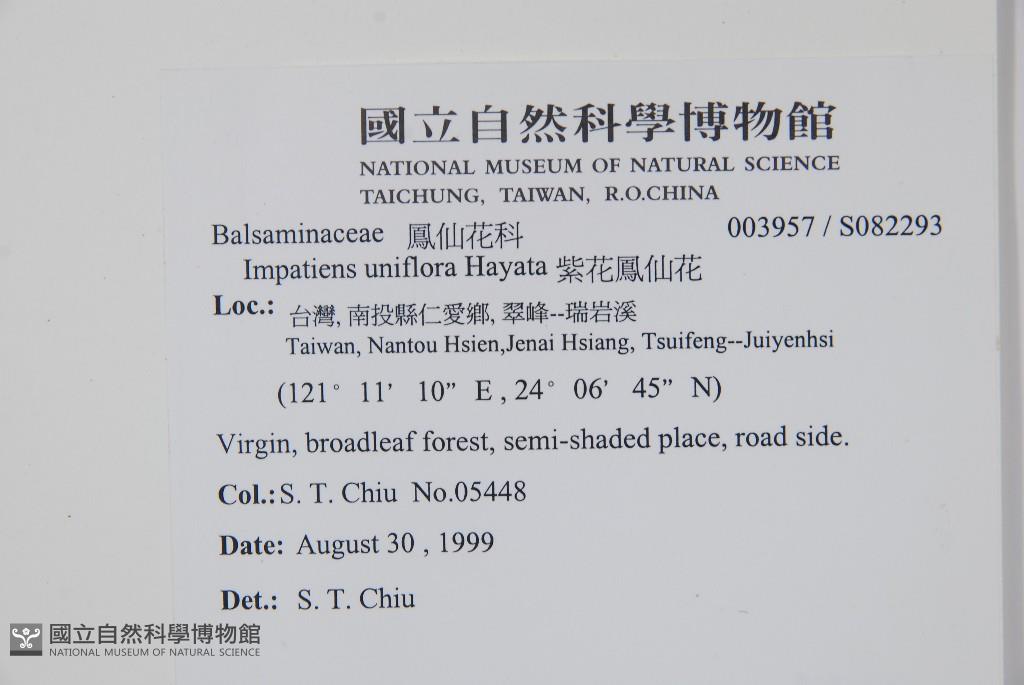 國立自然科學博物館
NATIONAL MUSEUM OF NATURAL SCIENCE
TAICHUNG, TAIWAN, R.O.CHINA
Balsaminaceae 鳳仙花科 003957 / S082293
Impatiens uniflora Hayata 紫花鳳仙花
Loc.: 台灣, 南投縣仁愛鄉, 翠峰--瑞岩溪
Taiwan, Nantou Hsien,Jenai Hsiang, Tsuifeng--Juiyenhsi
(121° 11’ 10” E , 24° 06’ 45” N)
Virgin, broadleaf forest, semi-shaded place, road side.
Col.: S. T. Chiu No.05448
Date: August 30 , 1999
Det.: S. T. Chiu
國立自然科學博物館
NATIONAL MUSEUM OF NATURAL SCIENCE